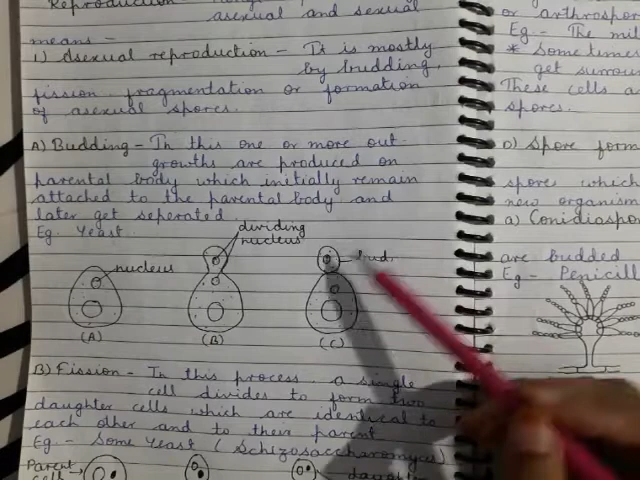 Reproduction
asexual and sexual
means -
1) Asexual reproduction - It is mostly
by budding,
fission, fragmentation or formation
of asexual spores.
A) Budding - In this one or more out-
growths are produced on
parental body which initially remain
attached to the parental body and
later get seperated.
Eg. Yeast.
dividing
nucleus
nucleus
bud.
(A)
(B)
(C)
B) Fission - In this process, a single
cell divides to form two
daughter cells which are identical to
each other and to their parent
Eg. - Some yeast (Schizosaccharomyces)
Parent
cell
daughter
or arthrospor
Eg. - The mil
* Sometimes
get surrou
These cells a
spores.
D) Spore form
spore which
new organism
a) Conidiospor
are budded
Eg - Penicill